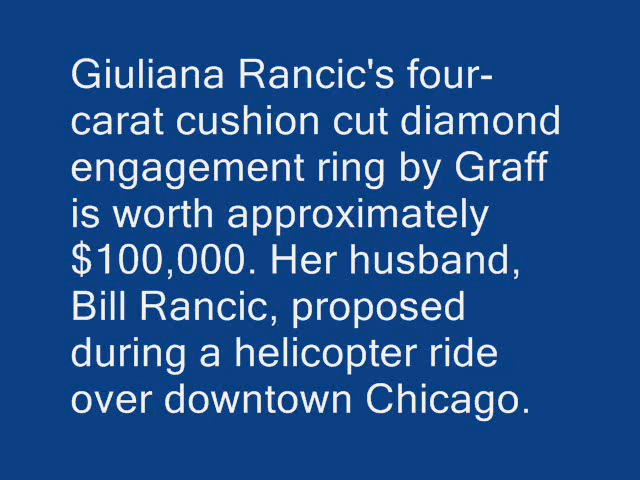 Giuliana Rancic's four-
carat cushion cut diamond
engagement ring by Graff
is worth approximately
$100,000. Her husband,
Bill Rancic, proposed
during a helicopter ride
over downtown Chicago.